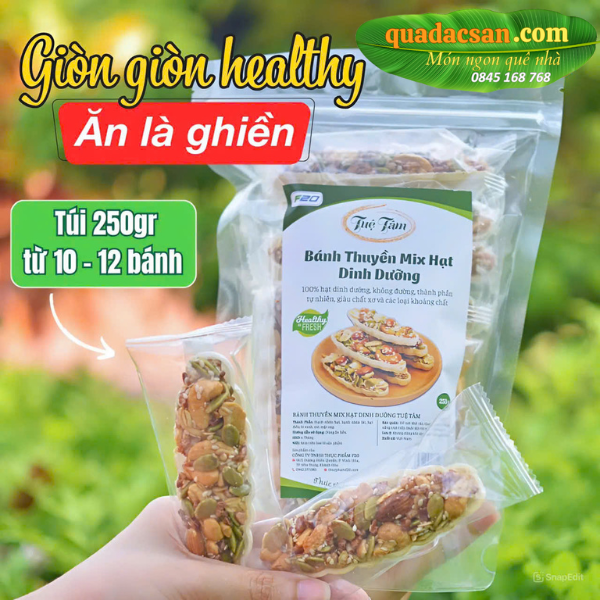 quadacsan.com
Món ngon quê nhà
0845 168 768
Giòn giòn healthy
Ăn là ghiền
Túi 250gr
từ 10 - 12 bánh
F20
Tuệ Tâm
Bánh Thuyền Mix Hạt
Dinh Dưỡng
100% hạt dinh dưỡng, không đường, thành phần
tự nhiên, giàu chất xơ và các loại khoáng chất
Healthy
FRESH
BÁNH THUYỀN MIX HẠT DINH DƯỠNG TUỆ TÂM
SnapEdit